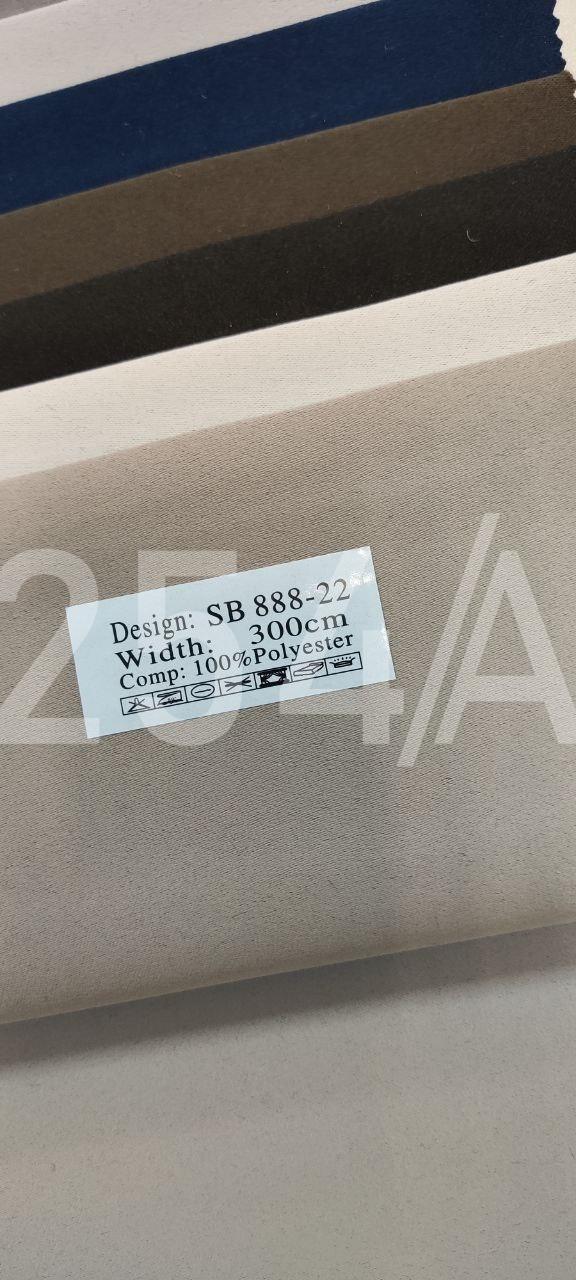 254/A
Design: SB 888-22
Width: 300cm
Comp: 100%Polyester